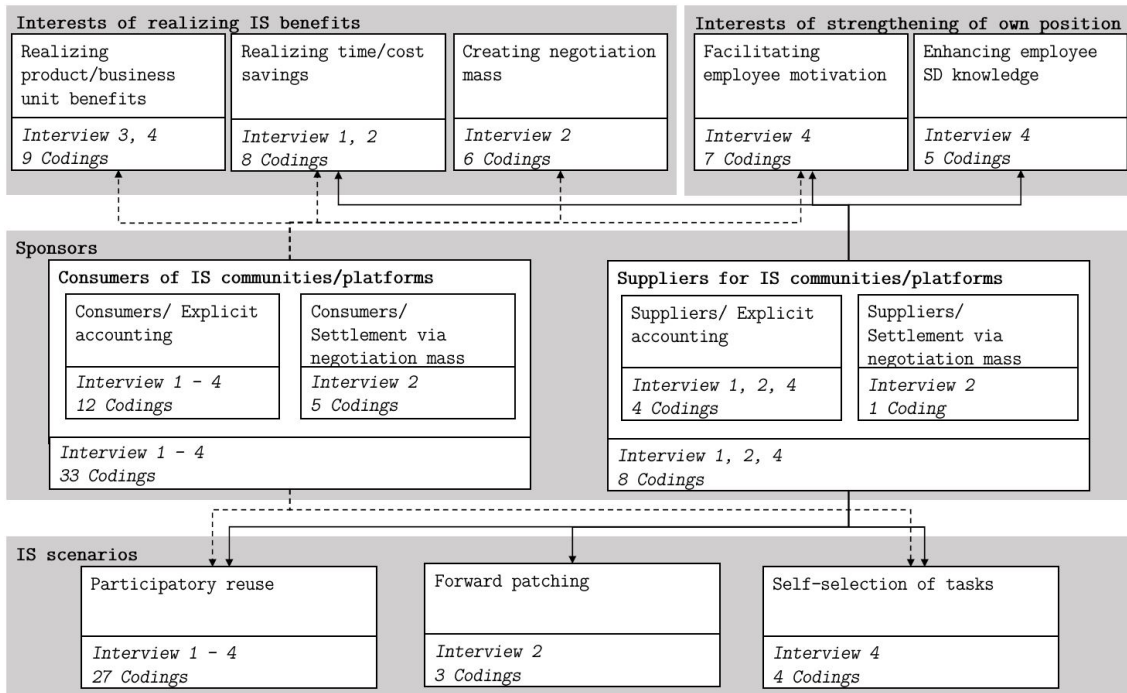 Interests of realizing IS benefits
Realizing
product/business
unit benefits
Interview 3, 4
9 Codings
Realizing time/cost
savings
Interview 1, 2
8 Codings
Creating negotiation
mass
Interview 2
6 Codings
Interests of strengthening of own position
Facilitating
employee motivation
Interview 4
7 Codings
Enhancing employee
SD knowledge
Interview 4
5 Codings
Sponsors
Consumers of IS communities/platforms
Consumers/ Explicit
accounting
Interview 1 - 4
12 Codings
Consumers/
Settlement via
negotiation mass
Interview 2
5 Codings
Interview 1 - 4
33 Codings
Suppliers for IS communities/platforms
Suppliers/ Explicit
accounting
Interview 1, 2, 4
4 Codings
Suppliers/
Settlement via
negotiation mass
Interview 2
1 Coding
Interview 1, 2, 4
8 Codings
IS scenarios
Participatory reuse
Interview 1 - 4
27 Codings
Forward patching
Interview 2
3 Codings
Self-selection of tasks
Interview 4
4 Codings